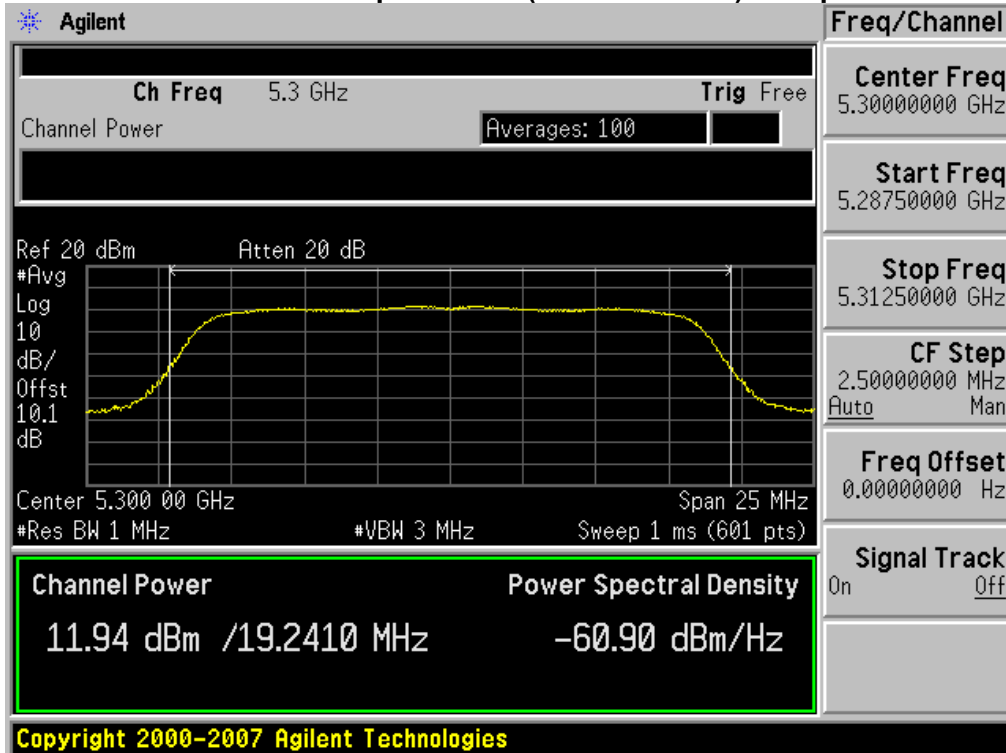 Agilent
Freq/Channel
Ch Freq 5.3 GHz Trig Free
Channel Power Averages: 100
Center Freq
5.30000000 GHz
Start Freq
5.28750000 GHz
Stop Freq
5.31250000 GHz
CF Step
2.50000000 MHz
Auto Man
Freq Offset
0.00000000 Hz
Signal Track
On Off
Ref 20 dBm Atten 20 dB
#Avg
Log
10
dB/
Offst
10.1
dB
Center 5.300 00 GHz Span 25 MHz
#Res BW 1 MHz #VBW 3 MHz Sweep 1 ms (601 pts)
Channel Power Power Spectral Density
11.94 dBm /19.2410 MHz -60.90 dBm/Hz
Copyright 2000-2007 Agilent Technologies